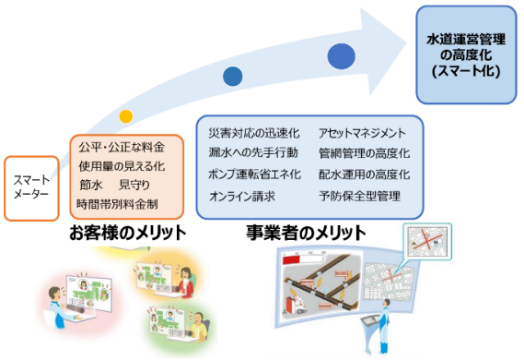 水道運営管理
の高度化
(スマート化)
公平・公正な料金
使用量の見える化
節水 見守り
時間帯別料金制
災害対応の迅速化 アセットマネジメント
漏水への先手行動 管網管理の高度化
ポンプ運転省エネ化 配水運用の高度化
オンライン請求 予防保全型管理
スマート
メーター
お客様のメリット 事業者のメリット